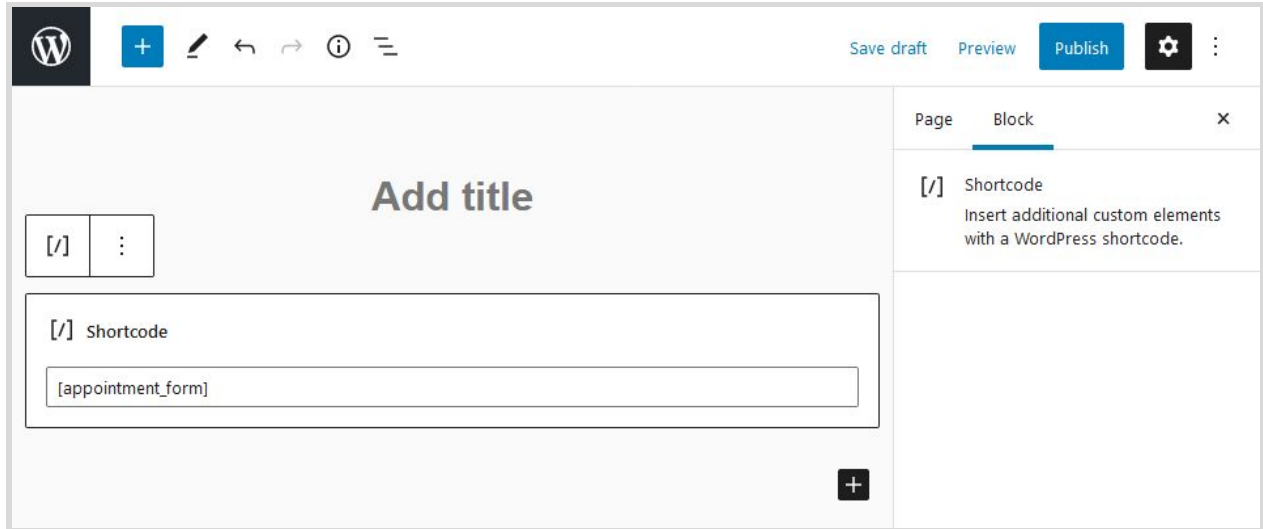 Save draft Preview Publish
Page Block
Add title
[/] Shortcode
Insert additional custom elements
with a WordPress shortcode.
[/]
[/] Shortcode
[appointment_form]